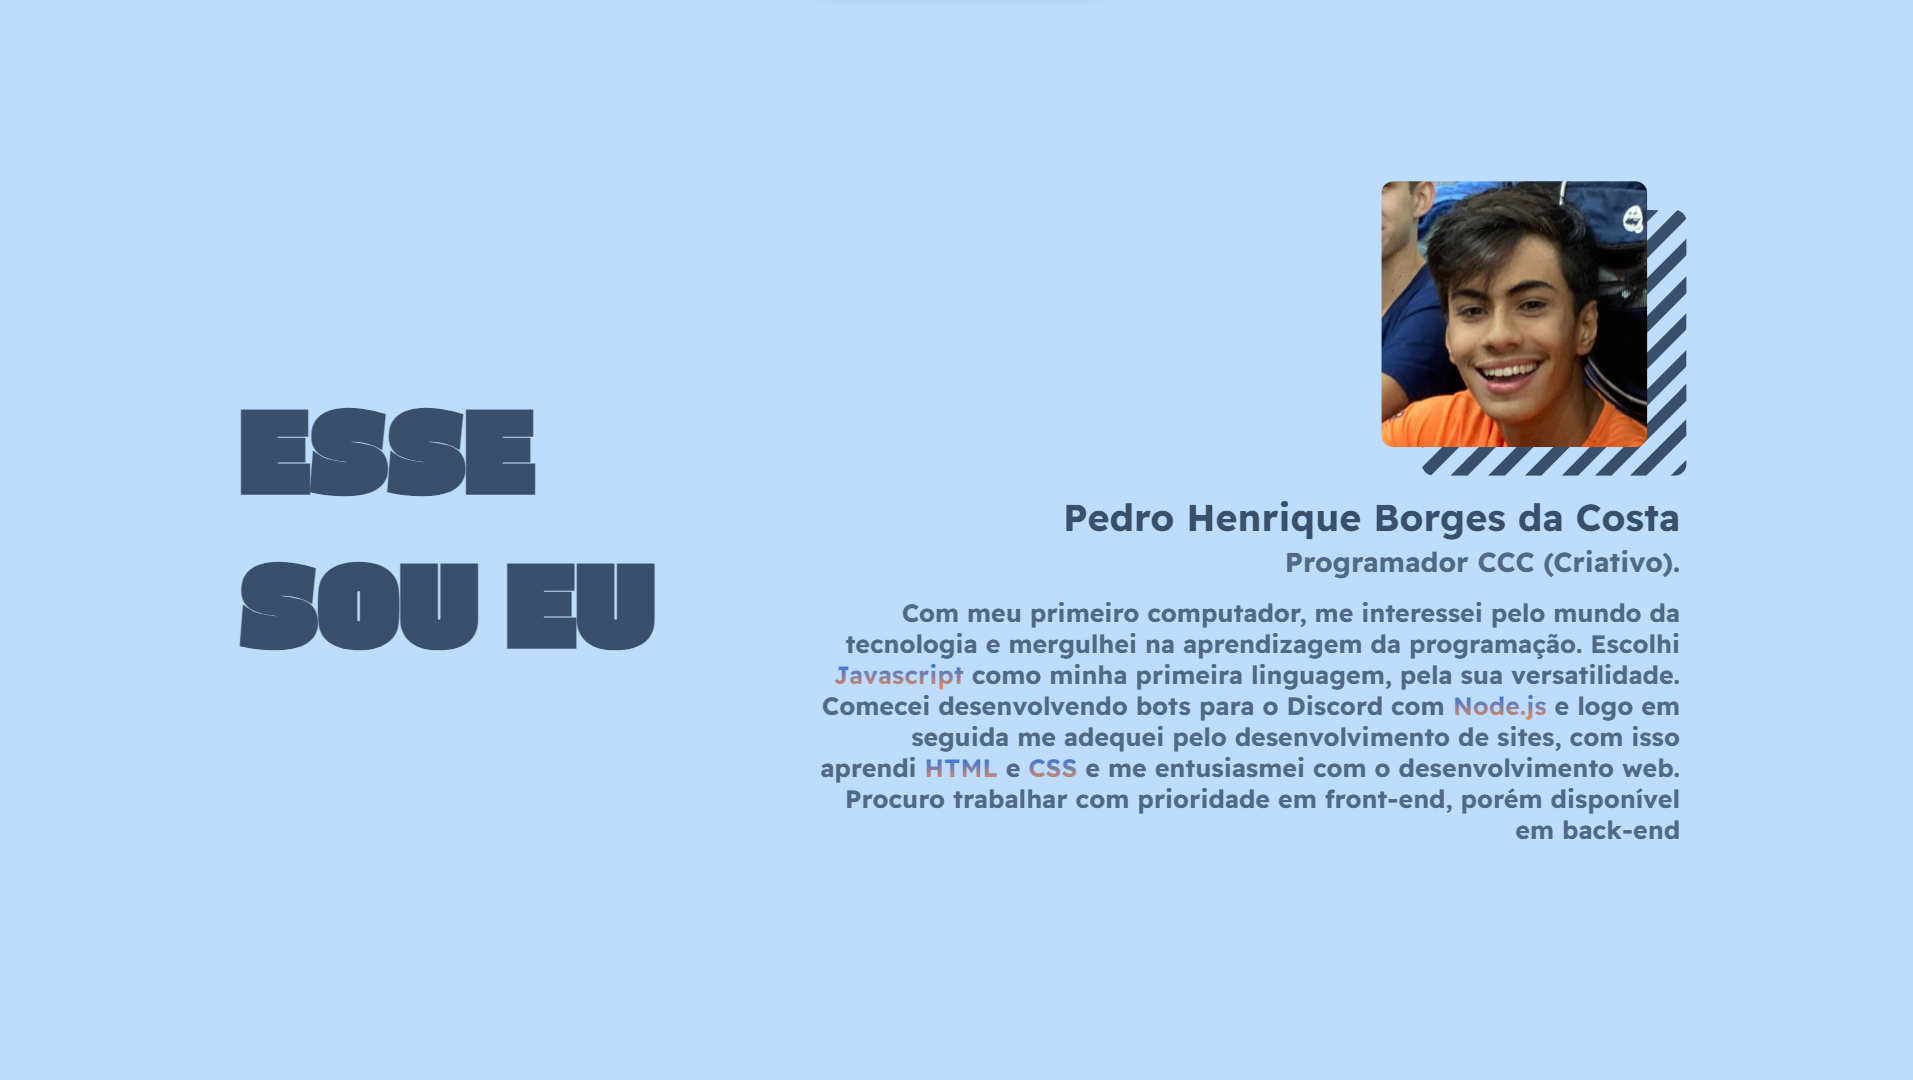 ESSE
SOU EU
Pedro Henrique Borges da Costa
Programador CCC (Criativo).
Com meu primeiro computador, me interessei pelo mundo da
tecnologia e mergulhei na aprendizagem da programação. Escolhi
Javascript como minha primeira linguagem, pela sua versatilidade.
Comecei desenvolvendo bots para o Discord com Node.js e logo em
seguida me adequei pelo desenvolvimento de sites, com isso
aprendi HTML e CSS e me entusiasmei com o desenvolvimento web.
Procuro trabalhar com prioridade em front-end, porém disponível
em back-end